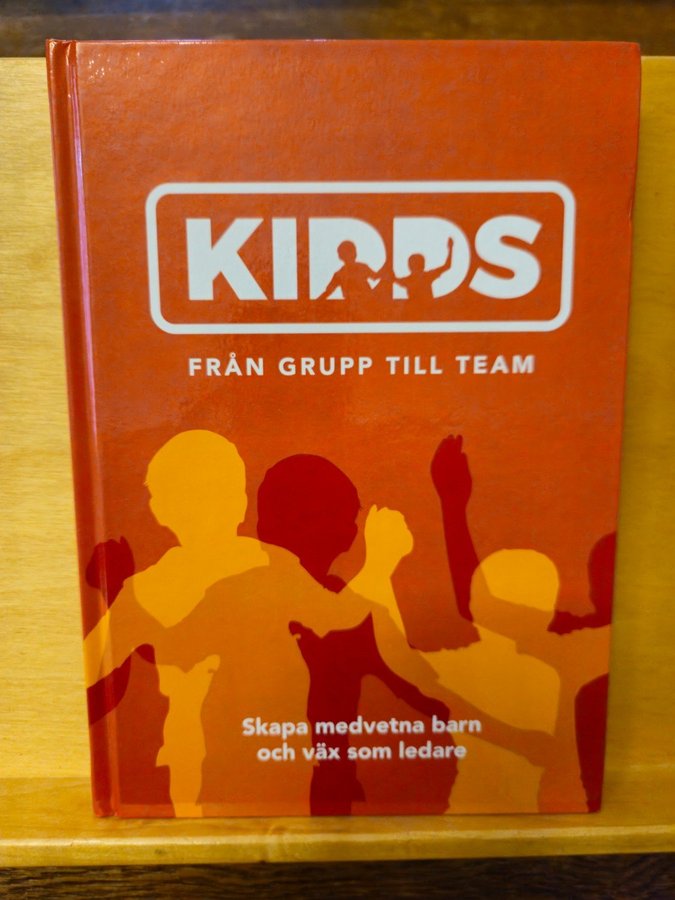 KIDDS
FRÅN GRUPP TILL TEAM
Skapa medvetna barn
och väx som ledare